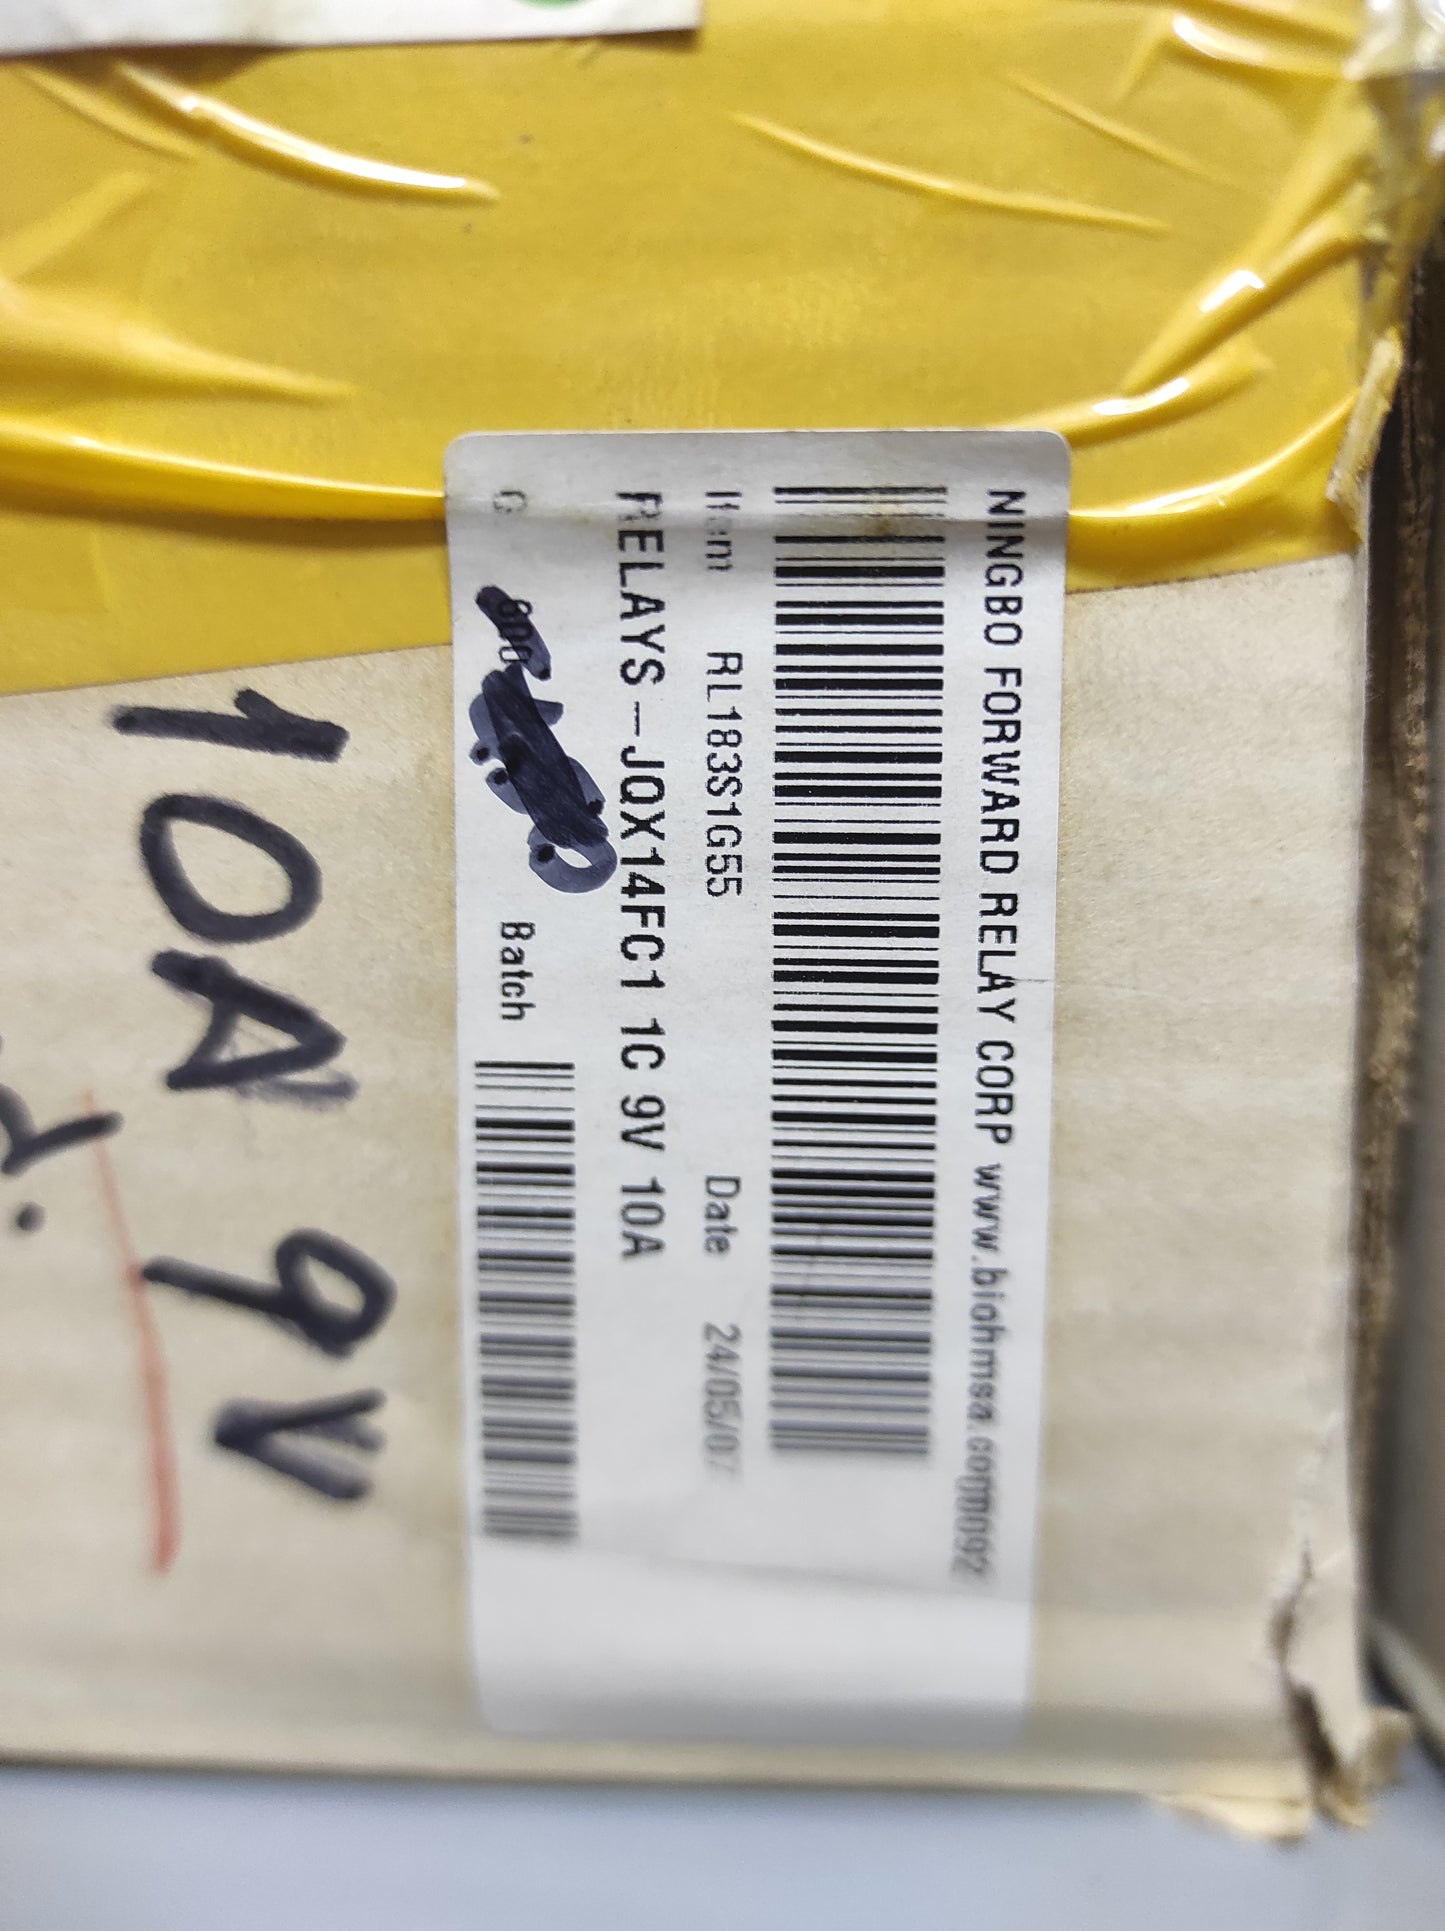 NINGBO FORWARD RELAY CORP www.biohmsa.com
Item RL183S1G55 Date 24/05/07
RELAYS--JQX14FC1 1C 9V 10A
Batch
10A 9V